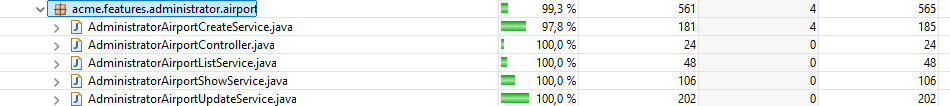 acme.features.administrator.airport 99,3 % 561 4 565
AdministratorAirportCreateService.java 97,8 % 181 4 185
AdministratorAirportController.java 100,0 % 24 0 24
AdministratorAirportListService.java 100,0 % 48 0 48
AdministratorAirportShowService.java 100,0 % 106 0 106
AdministratorAirportUpdateService.java 100,0 % 202 0 202